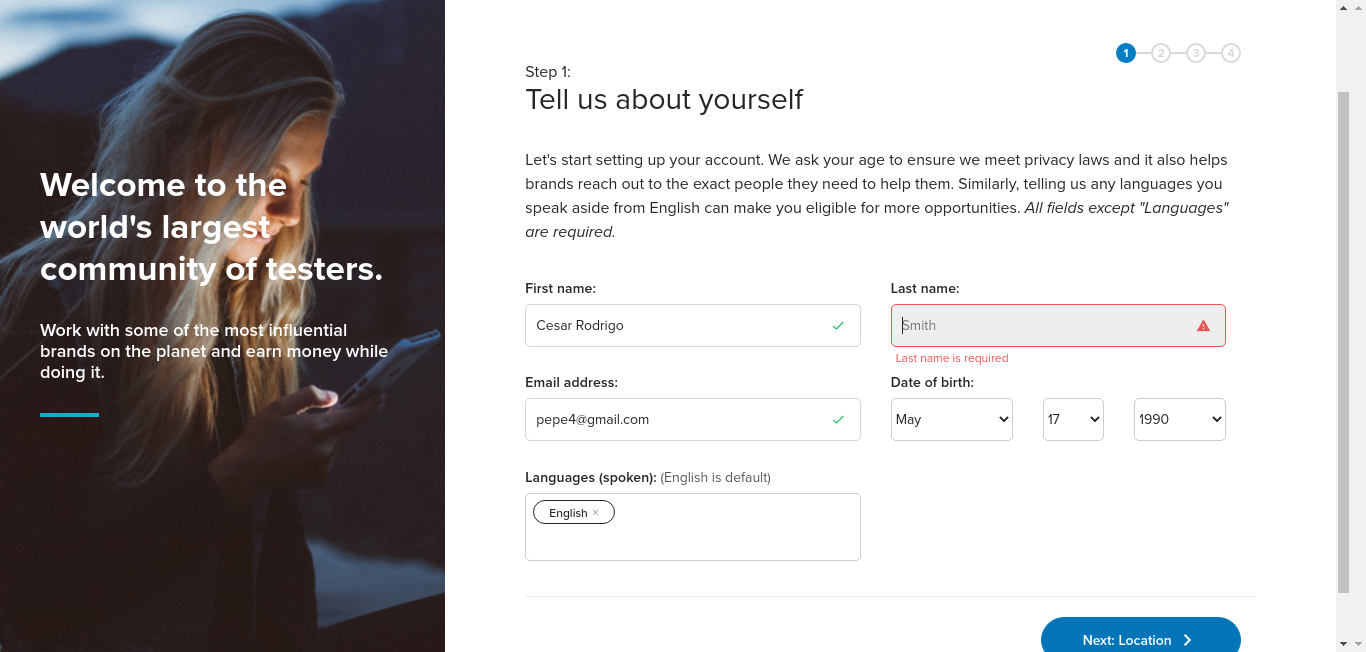 Welcome to the
world's largest
community of testers.
Work with some of the most influential
brands on the planet and earn money while
doing it.
1 2 3 4
Step 1:
Tell us about yourself
Let's start setting up your account. We ask your age to ensure we meet privacy laws and it also helps
brands reach out to the exact people they need to help them. Similarly, telling us any languages you
speak aside from English can make you eligible for more opportunities. All fields except "Languages"
are required.
First name:
Last name:
Cesar Rodrigo
Smith
Last name is required
Email address:
Date of birth:
pepe4@gmail.com
May
17
1990
Languages (spoken): (English is default)
English ×
Next: Location